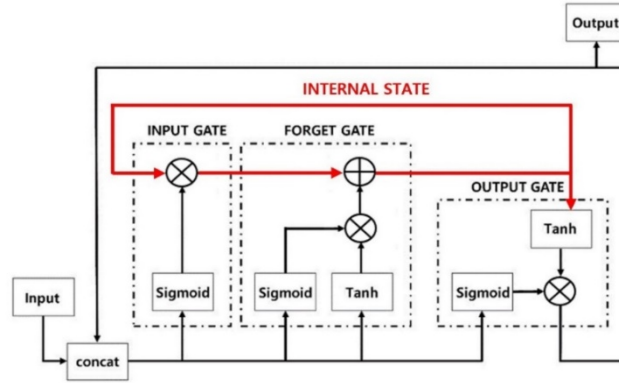 Output
INTERNAL STATE
INPUT GATE
FORGET GATE
OUTPUT GATE
Tanh
Input
Sigmoid
Sigmoid
Tanh
Sigmoid
concat